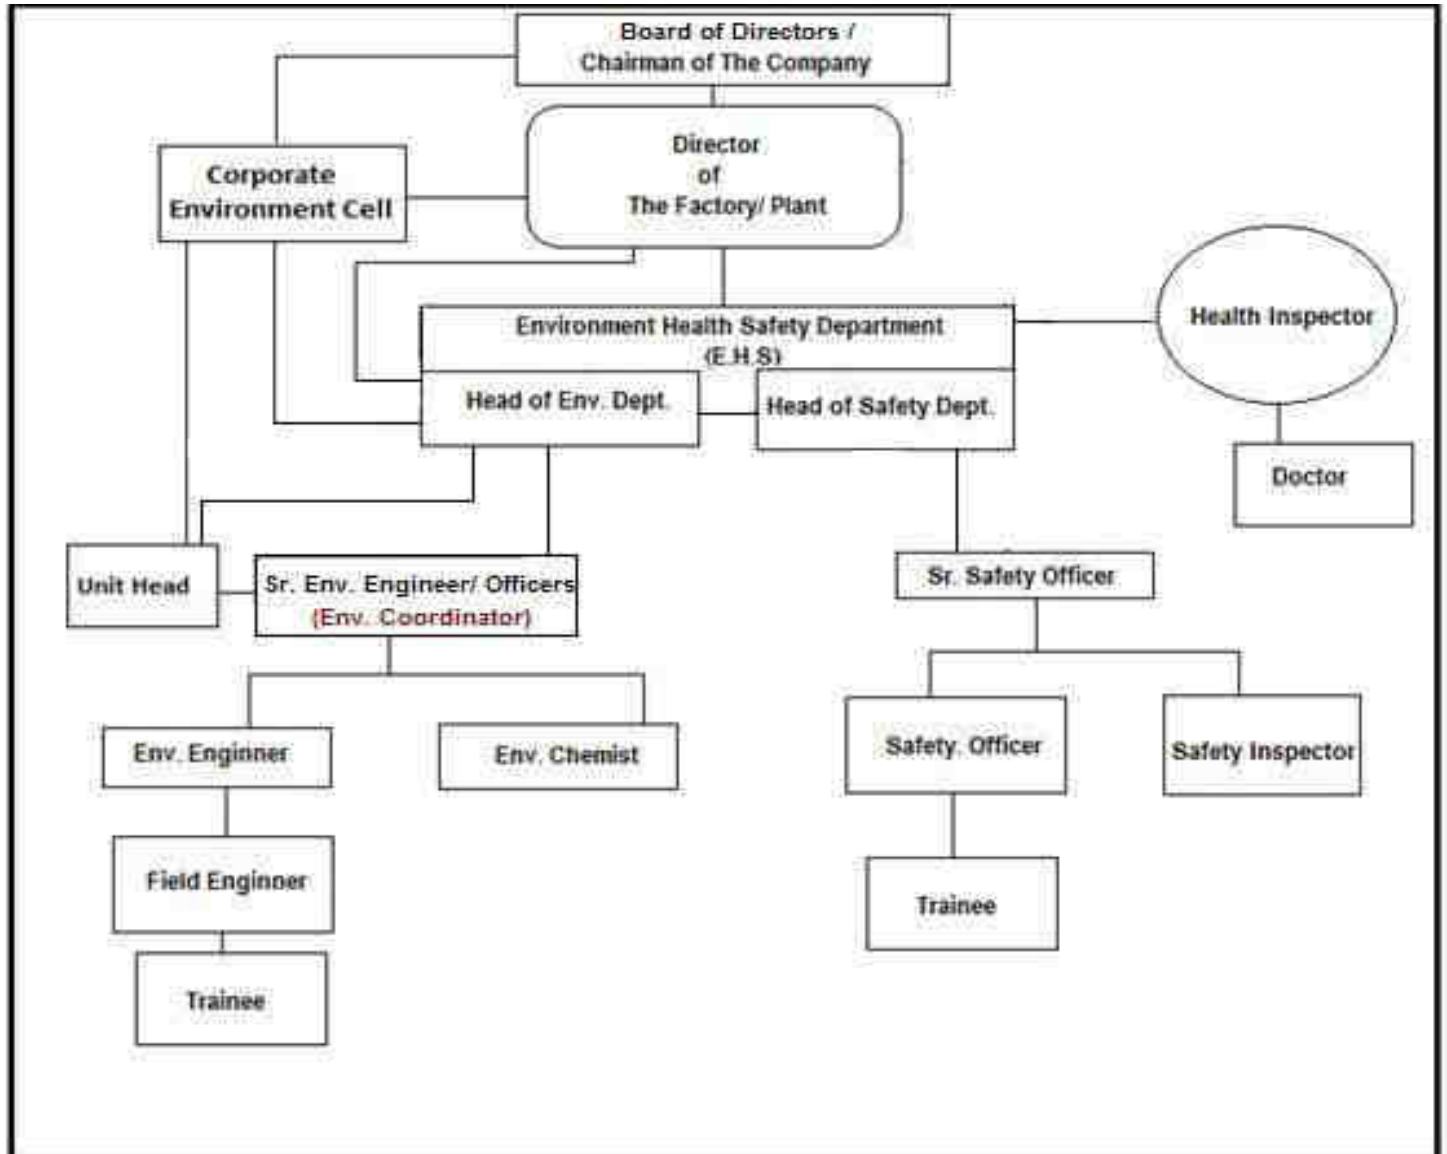 Board of Directors /
Chairman of The Company
Director
of
The Factory/ Plant
Corporate
Environment Cell
Environment Health Safety Department
(E.H.S)
Health Inspector
Head of Env. Dept.
Head of Safety Dept.
Doctor
Unit Head
Sr. Env. Engineer/ Officers
(Env. Coordinator)
Sr. Safety Officer
Env. Enginner
Env. Chemist
Safety. Officer
Safety Inspector
Field Enginner
Trainee
Trainee